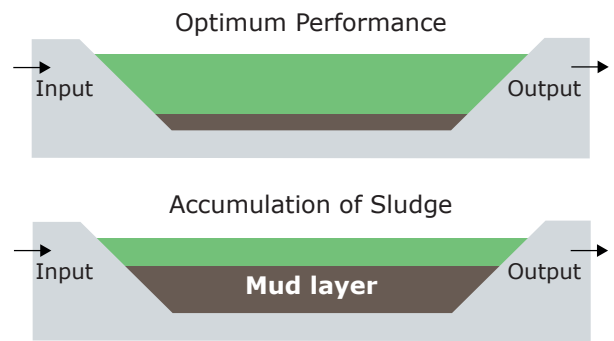 Optimum Performance
Input
Output
Accumulation of Sludge
Input
Mud layer
Output